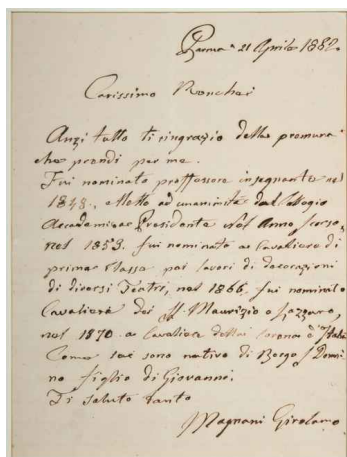 Parma 21 Aprile 1882.
Carissimo Ronchei
Anzi tutto ti ringrazio della premura
che prendi per me.
Fui nominato proffessore insegnante nel
1848, eletto ad unanimità dal Collegio
Accademico Presidente nel Anno scorso,
nel 1853. fui nominato a Cavaliere di
prima classa pei lavori di decorazioni
di diversi Teatri, nel 1866. fui nominato
Cavaliere dei SS. Maurizio e Lazzaro,
nel 1870. a Cavaliere della Corona d'Italia
Come sai sono nativo di Borgo S. Donni
no figlio di Giovanni.
Ti saluto tanto
Magnani Girolamo